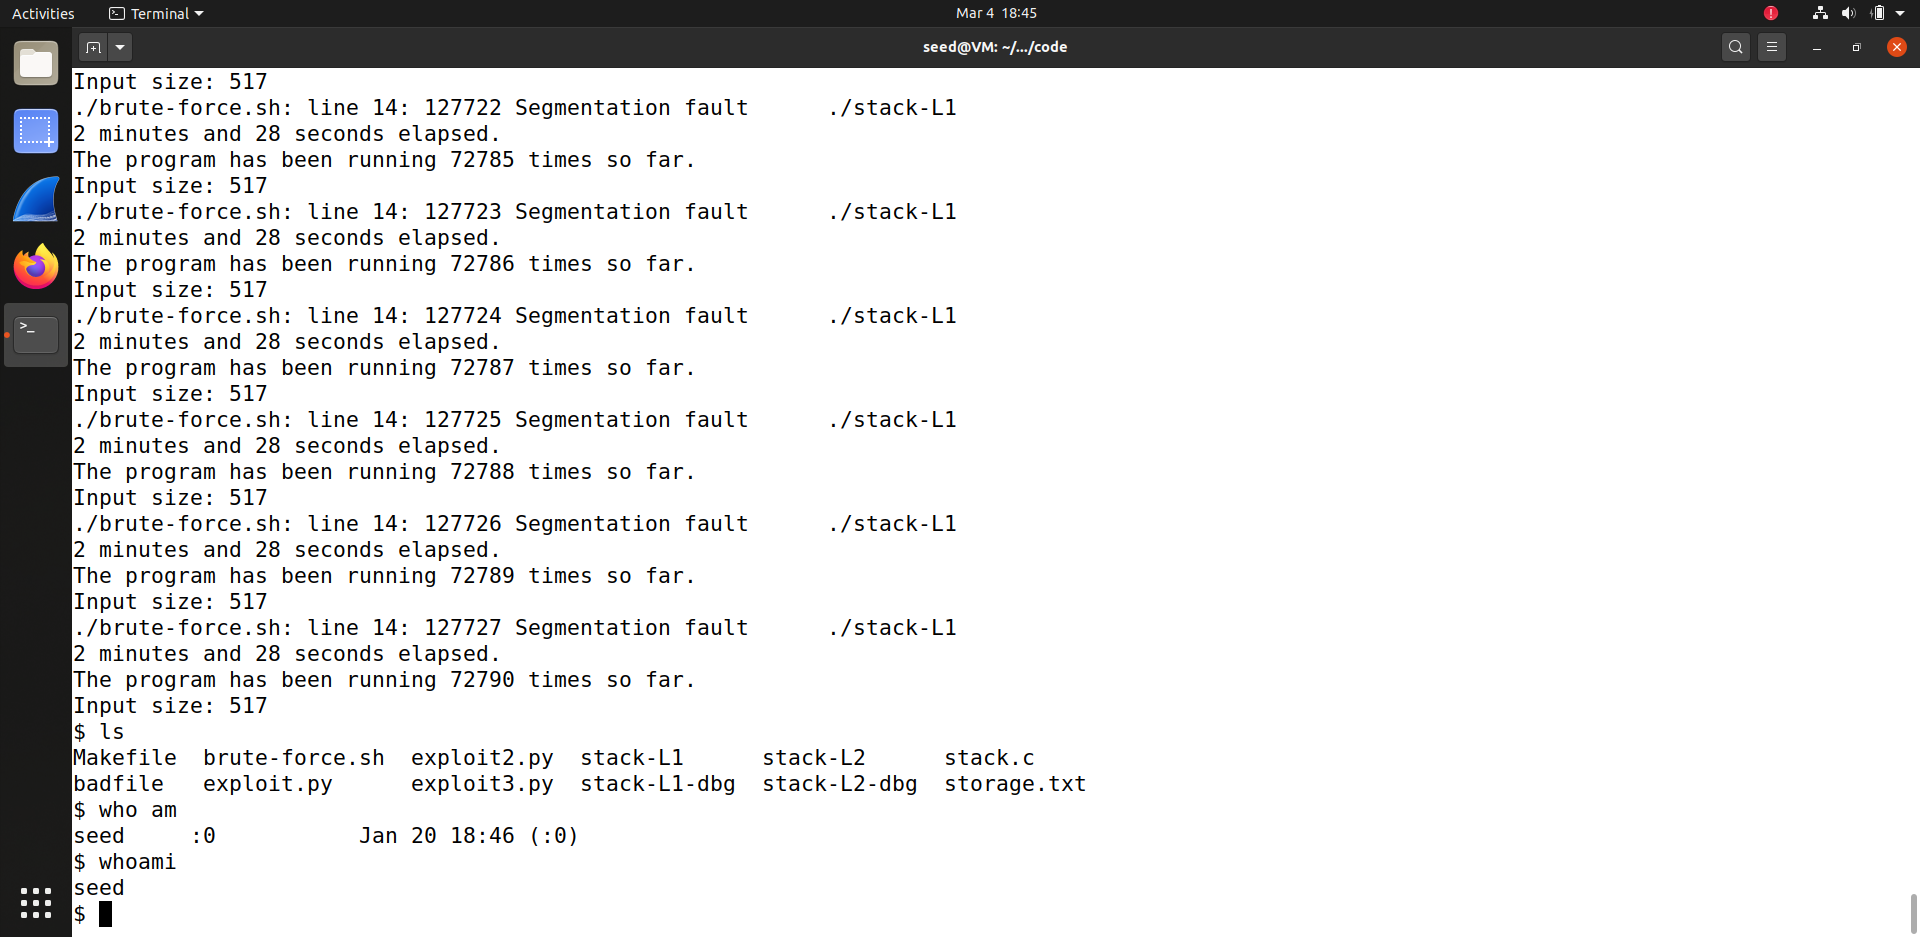 Activities
Terminal
Mar 4 18:45
seed@VM: ~/.../code
Input size: 517
./brute-force.sh: line 14: 127722 Segmentation fault      ./stack-L1
2 minutes and 28 seconds elapsed.
The program has been running 72785 times so far.
Input size: 517
./brute-force.sh: line 14: 127723 Segmentation fault      ./stack-L1
2 minutes and 28 seconds elapsed.
The program has been running 72786 times so far.
Input size: 517
./brute-force.sh: line 14: 127724 Segmentation fault      ./stack-L1
2 minutes and 28 seconds elapsed.
The program has been running 72787 times so far.
Input size: 517
./brute-force.sh: line 14: 127725 Segmentation fault      ./stack-L1
2 minutes and 28 seconds elapsed.
The program has been running 72788 times so far.
Input size: 517
./brute-force.sh: line 14: 127726 Segmentation fault      ./stack-L1
2 minutes and 28 seconds elapsed.
The program has been running 72789 times so far.
Input size: 517
./brute-force.sh: line 14: 127727 Segmentation fault      ./stack-L1
2 minutes and 28 seconds elapsed.
The program has been running 72790 times so far.
Input size: 517
$ ls
Makefile  brute-force.sh  exploit2.py  stack-L1      stack-L2      stack.c
badfile   exploit.py      exploit3.py  stack-L1-dbg  stack-L2-dbg  storage.txt
$ who am
seed     :0           Jan 20 18:46 (:0)
$ whoami
seed
$